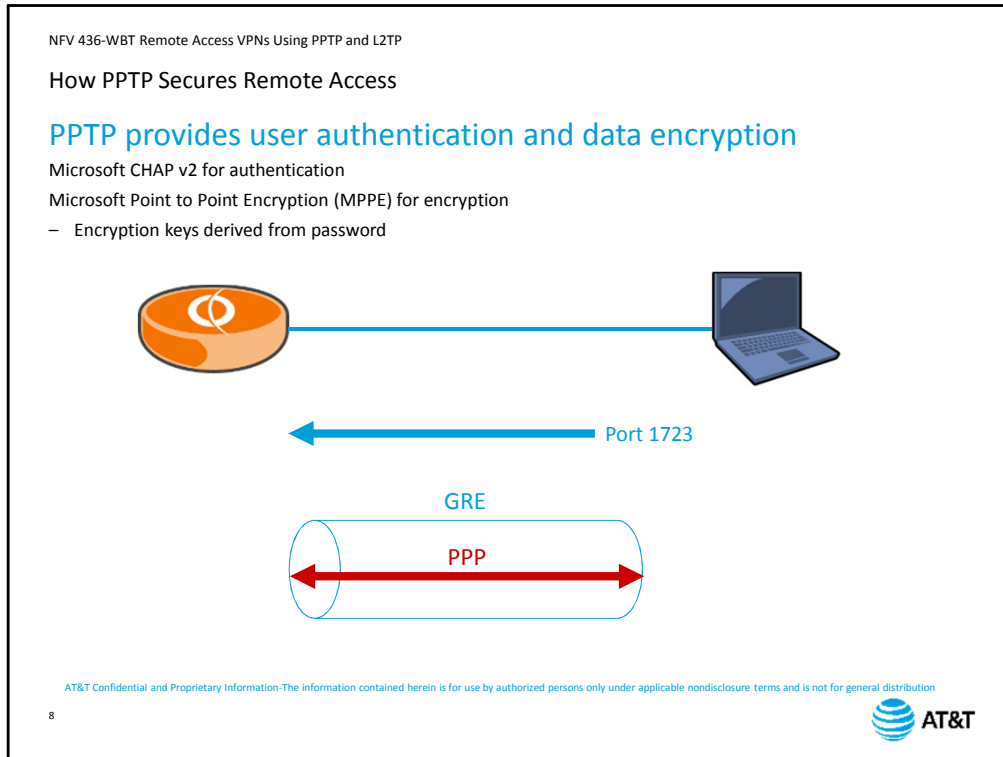 NFV 436-WBT Remote Access VPNs Using PPTP and L2TP
How PPTP Secures Remote Access
PPTP provides user authentication and data encryption
Microsoft CHAP v2 for authentication
Microsoft Point to Point Encryption (MPPE) for encryption
– Encryption keys derived from password
Port 1723
GRE
PPP
AT&T Confidential and Proprietary Information-The information contained herein is for use by authorized persons only under applicable nondisclosure terms and is not for general distribution
8
AT&T